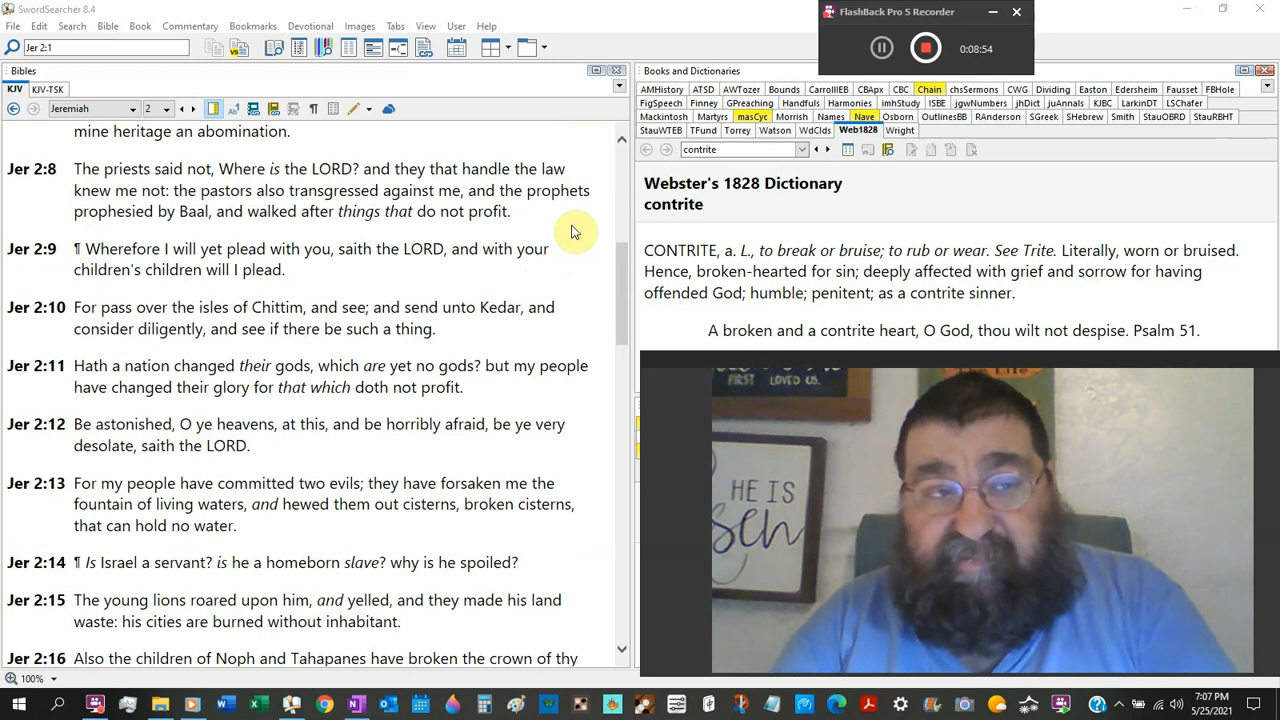 SwordSearcher 8.4
File Edit Search Bible Book Commentary Bookmarks Devotional Images Tabs View User Help
Jer 2:1
Bibles
KJV KJV-TSK
Jeremiah 2
mine heritage an abomination.
Jer 2:8 The priests said not, Where is the LORD? and they that handle the law
knew me not: the pastors also transgressed against me, and the prophets
prophesied by Baal, and walked after things that do not profit.
Jer 2:9 ¶ Wherefore I will yet plead with you, saith the LORD, and with your
children's children will I plead.
Jer 2:10 For pass over the isles of Chittim, and see; and send unto Kedar, and
consider diligently, and see if there be such a thing.
Jer 2:11 Hath a nation changed their gods, which are yet no gods? but my people
have changed their glory for that which doth not profit.
Jer 2:12 Be astonished, O ye heavens, at this, and be horribly afraid, be ye very
desolate, saith the LORD.
Jer 2:13 For my people have committed two evils; they have forsaken me the
fountain of living waters, and hewed them out cisterns, broken cisterns,
that can hold no water.
Jer 2:14 ¶ Is Israel a servant? is he a homeborn slave? why is he spoiled?
Jer 2:15 The young lions roared upon him, and yelled, and they made his land
waste: his cities are burned without inhabitant.
Jer 2:16 Also the children of Noph and Tahapanes have broken the crown of thy
100%
FlashBack Pro 5 Recorder
0:08:54
Books and Dictionaries
AMHistory ATSD AWTozer Bounds CarrollEB CBApx CBC Chain chsSermons CWG Dividing Easton Edersheim Fausset FBHole
FigSpeech Finney GPreaching Handfuls Harmonies imhStudy ISBE jgwNumbers jhDict juAnnals KJBC LarkinDT LSChafer
Mackintosh Martyrs masCyc Morrish Names Nave Osborn OutlinesBB RAnderson SGreek SHebrew Smith StauOBRD StauRBHT
StauWTEB TFund Torrey Watson WdClds Web1828 Wright
contrite
Webster's 1828 Dictionary
contrite
CONTRITE, a. L., to break or bruise; to rub or wear. See Trite. Literally, worn or bruised.
Hence, broken-hearted for sin; deeply affected with grief and sorrow for having
offended God; humble; penitent; as a contrite sinner.
A broken and a contrite heart, O God, thou wilt not despise. Psalm 51.
FIRST LOVED US.
HE IS
7:07 PM
5/25/2021